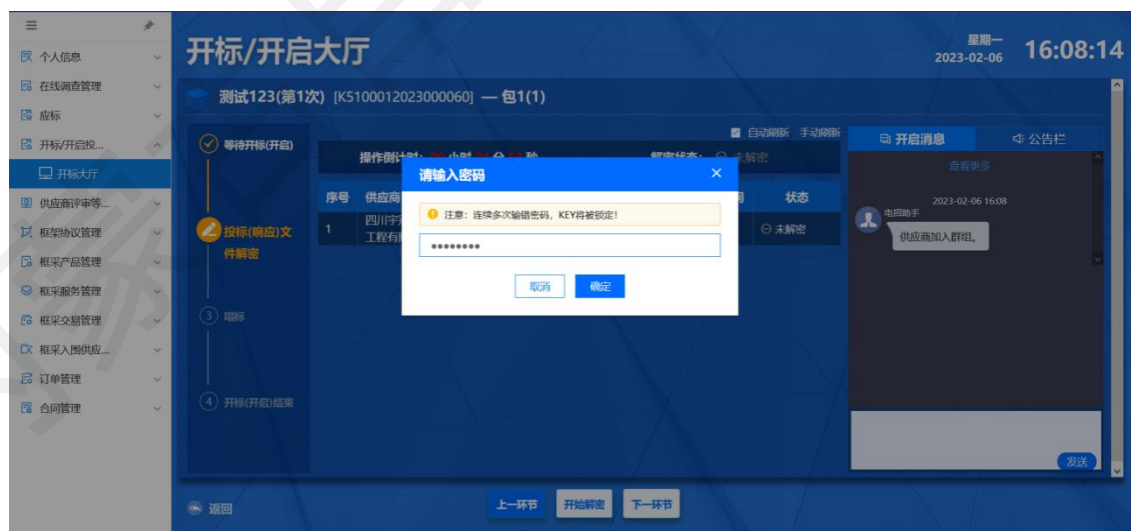 个人信息
在线调查管理
应标
开标/开启投...
开标大厅
供应商评审等...
框架协议管理
框采产品管理
框采服务管理
框采交易管理
框采入围供应...
订单管理
合同管理
开标/开启大厅
星期一
2023-02-06
16:08:14
测试123(第1次) [K5100012023000060] — 包1(1)
自动刷新 手动刷新
等待开标(开启)
2 投标(响应)文
件解密
3 唱标
4 开标(开启)结束
操作倒计时:
未解密
序号 供应商 状态
1 四川宇
工程有 未解密
请输入密码
注意：连续多次输错密码，KEY将被锁定！
••••••••
取消 确定
开启消息 公告栏
查看更多
2023-02-06 16:08
电招助手
供应商加入群组。
发送
返回
上一环节 开始解密 下一环节